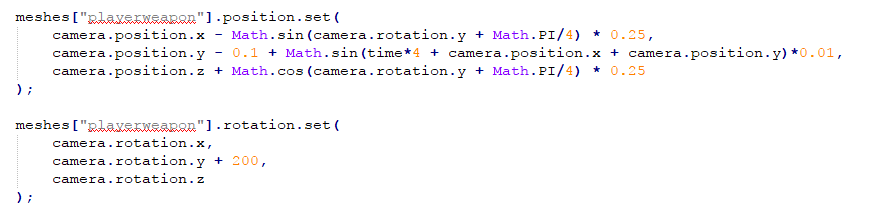 meshes["playerweapon"].position.set(
camera.position.x - Math.sin(camera.rotation.y + Math.PI/4) * 0.25,
camera.position.y - 0.1 + Math.sin(time*4 + camera.position.x + camera.position.y)*0.01,
camera.position.z + Math.cos(camera.rotation.y + Math.PI/4) * 0.25
);
meshes["playerweapon"].rotation.set(
camera.rotation.x,
camera.rotation.y + 200,
camera.rotation.z
);